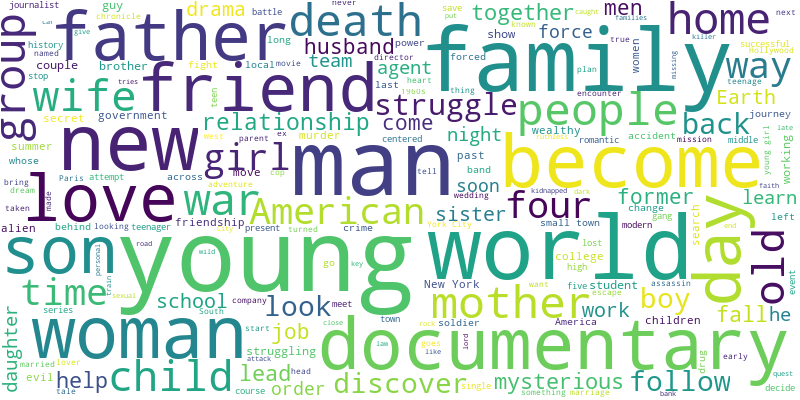 journalist
chronicle
guy
drama
battle
never
men
save
put
known
caught
families
killer
movie
true
next
Hollywood
successful
father
death
home
family
group
history
named
couple
stop
brother
fight
long
local
husband
team
power
director
together
show
force
forced
women
plan
missing
teenage
wife
friend
agent
last
heart
1960s
thing
encounter
way
people
Earth
journey
secret
government
teen
tries
relationship
struggle
come
centered
tell
night
wealthy
accident
mission
middle
back
late
young girl
working
summer
whose
new
girl
murder
parent
ex
move
man
past
band
soon
romantic
become
bring
dream
Paris
attempt
across
adventure
cop
wedding
kidnapped
dark
faith
taken
made
love
war
American
four
former
learn
sister
small town
change
gang
search
day
old
left
alien
behind
looking
teenager
friendship
crime
present
turned
City
York City
modern
lost
college
high
son
young
world
road
wild
personal
train
sexual
go
key
New York
five
student
escape
assassin
end
event
time
series
school
company
South
look
meet
mother
work
boy
children
fall
he
woman
start
job
close
town
rock
soldier
want
America
drug
early
daughter
married
lover
attack
struggling
law
goes
like
lord
documentary
quest
evil
tale
help
child
course
lead
head
order
discover
single
something
marriage
mysterious
bank
follow
decide